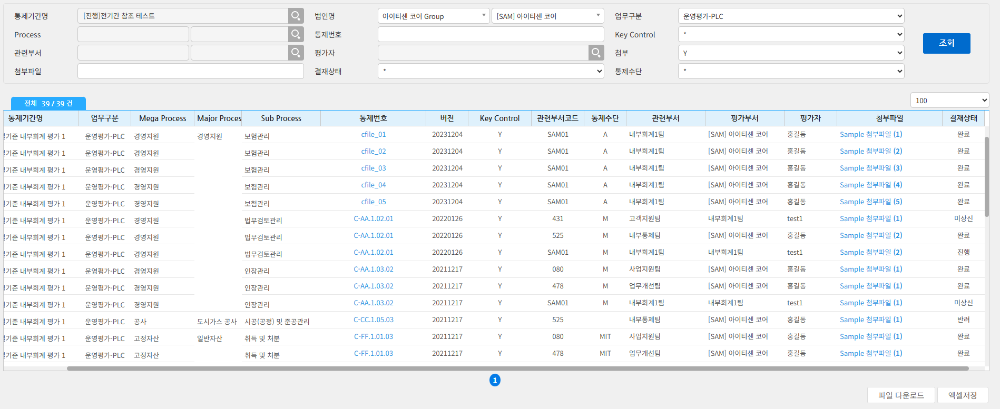 통제기간명 [진행]전기간 참조 테스트 법인명 아이티센 코어 Group [SAM] 아이티센 코어 업무구분 운영평가-PLC
Process 통제번호 Key Control *
조회
관련부서 평가자 첨부 Y
첨부파일 결재상태 * 통제수단 *
전체 39 / 39 건 100
통제기간명 업무구분 Mega Process Major Proces Sub Process 통제번호 버전 Key Control 관련부서코드 통제수단 관련부서 평가부서 평가자 첨부파일 결재상태
기준 내부회계 평가 1 운영평가-PLC 경영지원 경영지원 보험관리 cfile_01 20231204 Y SAM01 A 내부회계1팀 [SAM] 아이티센 코어 홍길동 Sample 첨부파일 (1) 완료
기준 내부회계 평가 1 운영평가-PLC 경영지원 보험관리 cfile_02 20231204 Y SAM01 A 내부회계1팀 [SAM] 아이티센 코어 홍길동 Sample 첨부파일 (2) 완료
기준 내부회계 평가 1 운영평가-PLC 경영지원 보험관리 cfile_03 20231204 Y SAM01 A 내부회계1팀 [SAM] 아이티센 코어 홍길동 Sample 첨부파일 (3) 완료
기준 내부회계 평가 1 운영평가-PLC 경영지원 보험관리 cfile_04 20231204 Y SAM01 A 내부회계1팀 [SAM] 아이티센 코어 홍길동 Sample 첨부파일 (4) 완료
기준 내부회계 평가 1 운영평가-PLC 경영지원 보험관리 cfile_05 20231204 Y SAM01 A 내부회계1팀 [SAM] 아이티센 코어 홍길동 Sample 첨부파일 (5) 완료
기준 내부회계 평가 1 운영평가-PLC 경영지원 법무검토관리 C-AA.1.02.01 20220126 Y 431 M 고객지원팀 내부회계1팀 test1 Sample 첨부파일 (1) 미상신
기준 내부회계 평가 1 운영평가-PLC 경영지원 법무검토관리 C-AA.1.02.01 20220126 Y 525 M 내부통제팀 [SAM] 아이티센 코어 홍길동 Sample 첨부파일 (2) 완료
기준 내부회계 평가 1 운영평가-PLC 경영지원 법무검토관리 C-AA.1.02.01 20220126 Y SAM01 M 내부회계1팀 내부회계1팀 test1 Sample 첨부파일 (2) 진행
기준 내부회계 평가 1 운영평가-PLC 경영지원 인장관리 C-AA.1.03.02 20211217 Y 080 M 사업지원팀 [SAM] 아이티센 코어 홍길동 Sample 첨부파일 (1) 완료
기준 내부회계 평가 1 운영평가-PLC 경영지원 인장관리 C-AA.1.03.02 20211217 Y 478 M 업무개선팀 [SAM] 아이티센 코어 홍길동 Sample 첨부파일 (1) 완료
기준 내부회계 평가 1 운영평가-PLC 경영지원 인장관리 C-AA.1.03.02 20211217 Y SAM01 M 내부회계1팀 내부회계1팀 test1 Sample 첨부파일 (1) 미상신
기준 내부회계 평가 1 운영평가-PLC 공사 도시가스 공사 시공(공정) 및 준공관리 C-CC.1.05.03 20211217 Y 525 내부통제팀 [SAM] 아이티센 코어 홍길동 Sample 첨부파일 (1) 반려
기준 내부회계 평가 1 운영평가-PLC 고정자산 일반자산 취득 및 처분 C-FF.1.01.03 20211217 Y 080 MIT 사업지원팀 [SAM] 아이티센 코어 홍길동 Sample 첨부파일 (1) 완료
기준 내부회계 평가 1 운영평가-PLC 고정자산 취득 및 처분 C-FF.1.01.03 20211217 Y 478 MIT 업무개선팀 [SAM] 아이티센 코어 홍길동 Sample 첨부파일 (1) 완료
1
파일 다운로드 엑셀저장